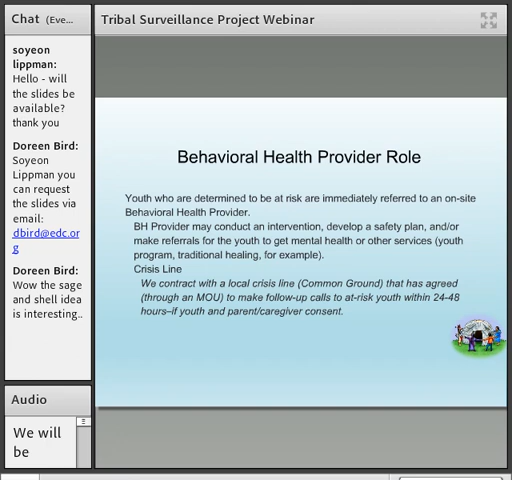 Chat (Eve...
soyeon
lippman:
Hello - will
the slides be
available?
thank you
Doreen Bird:
Soyeon
Lippman you
can request
the slides via
email:
dbird@edc.or
g
Doreen Bird:
Wow the sage
and shell idea
is interesting..
Audio
We will
be
Tribal Surveillance Project Webinar
Behavioral Health Provider Role
Youth who are determined to be at risk are immediately referred to an on-site
Behavioral Health Provider.
BH Provider may conduct an intervention, develop a safety plan, and/or
make referrals for the youth to get mental health or other services (youth
program, traditional healing, for example).
Crisis Line
We contract with a local crisis line (Common Ground) that has agreed
(through an MOU) to make follow-up calls to at-risk youth within 24-48
hours–if youth and parent/caregiver consent.